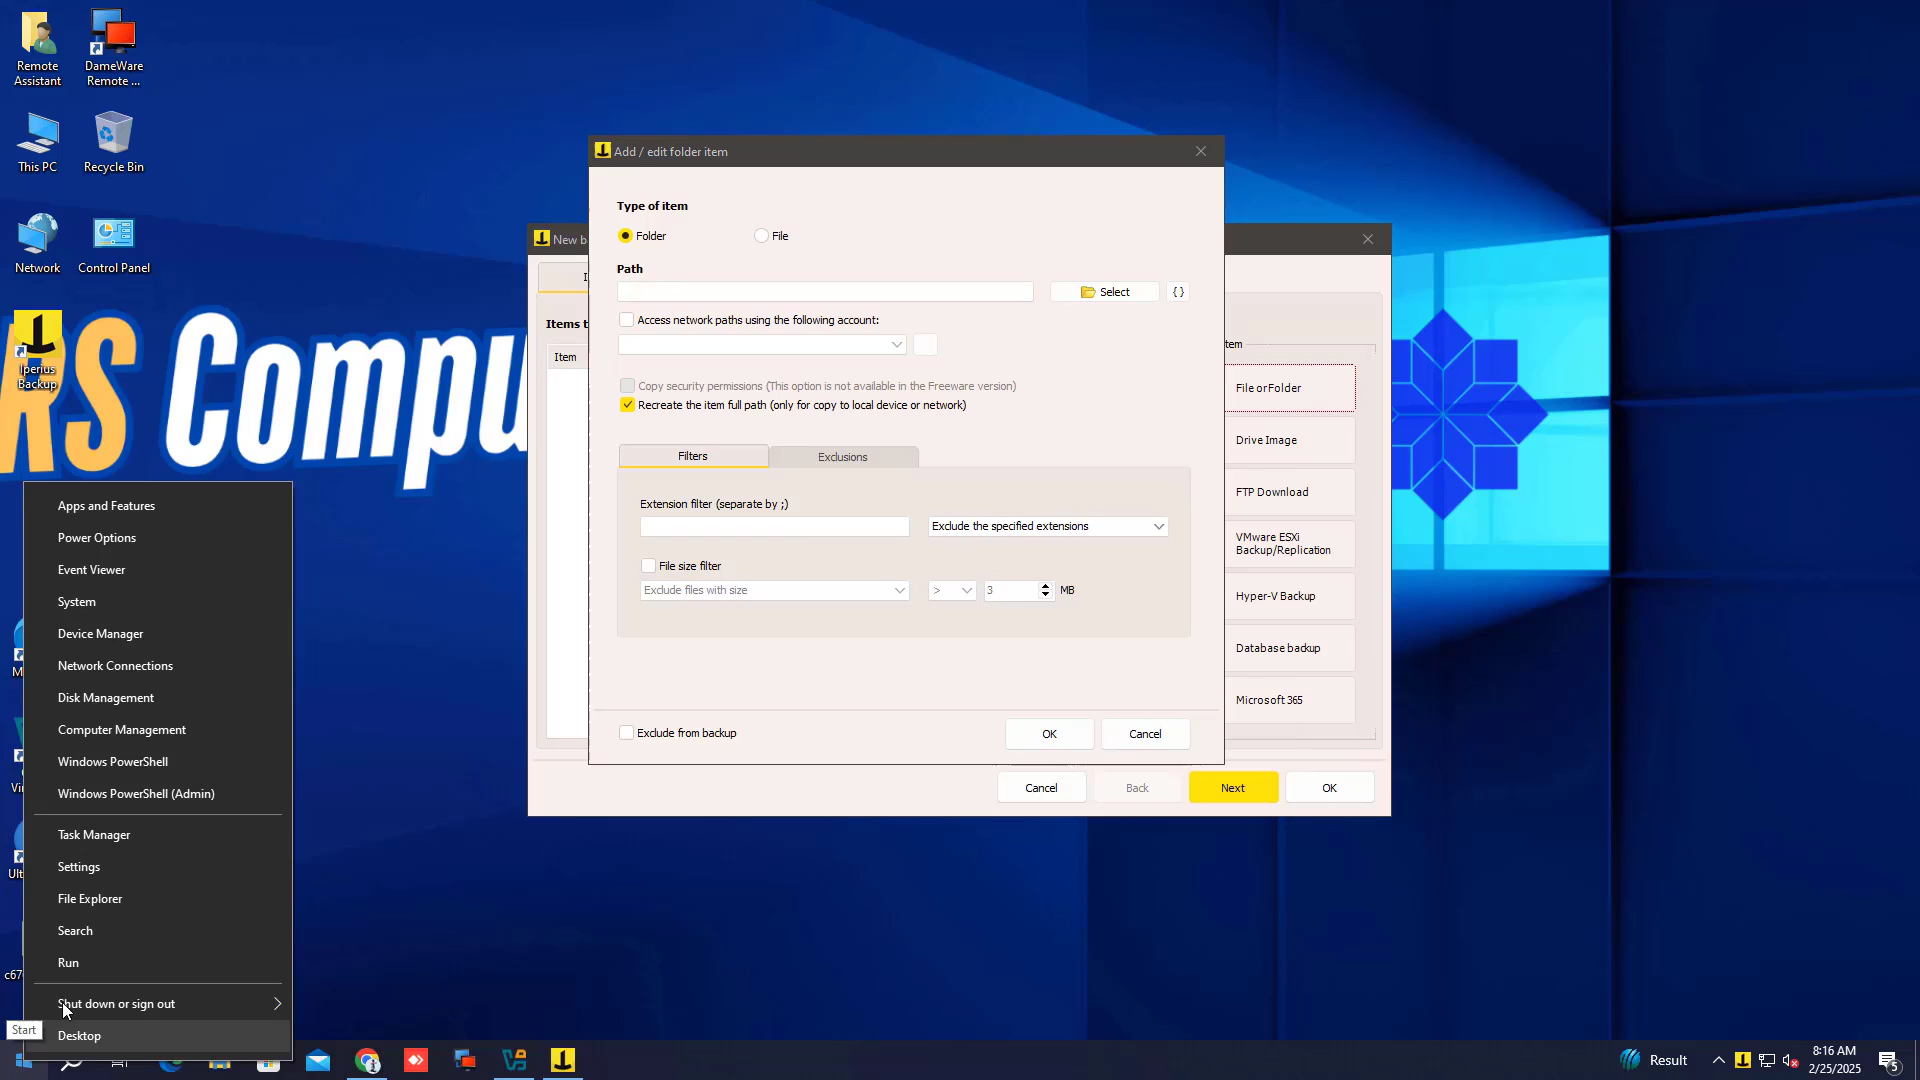 Remote
Assistant
DameWare
Remote ...
This PC
Recycle Bin
Network
Control Panel
Iperius
Backup
RS Compu
Add / edit folder item
Type of item
Folder
File
Path
Select
{ }
Access network paths using the following account:
Copy security permissions (This option is not available in the Freeware version)
Recreate the item full path (only for copy to local device or network)
Filters
Exclusions
Extension filter (separate by ;)
Exclude the specified extensions
File size filter
Exclude files with size
>
3
MB
Exclude from backup
OK
Cancel
New b
I
Items t
Item
tem
File or Folder
Drive Image
FTP Download
VMware ESXi
Backup/Replication
Hyper-V Backup
Database backup
Microsoft 365
Cancel
Back
Next
OK
Apps and Features
Power Options
Event Viewer
System
Device Manager
Network Connections
Disk Management
Computer Management
Windows PowerShell
Windows PowerShell (Admin)
Task Manager
Settings
File Explorer
Search
Run
Shut down or sign out
Desktop
Start
Result
8:16 AM
2/25/2025
5